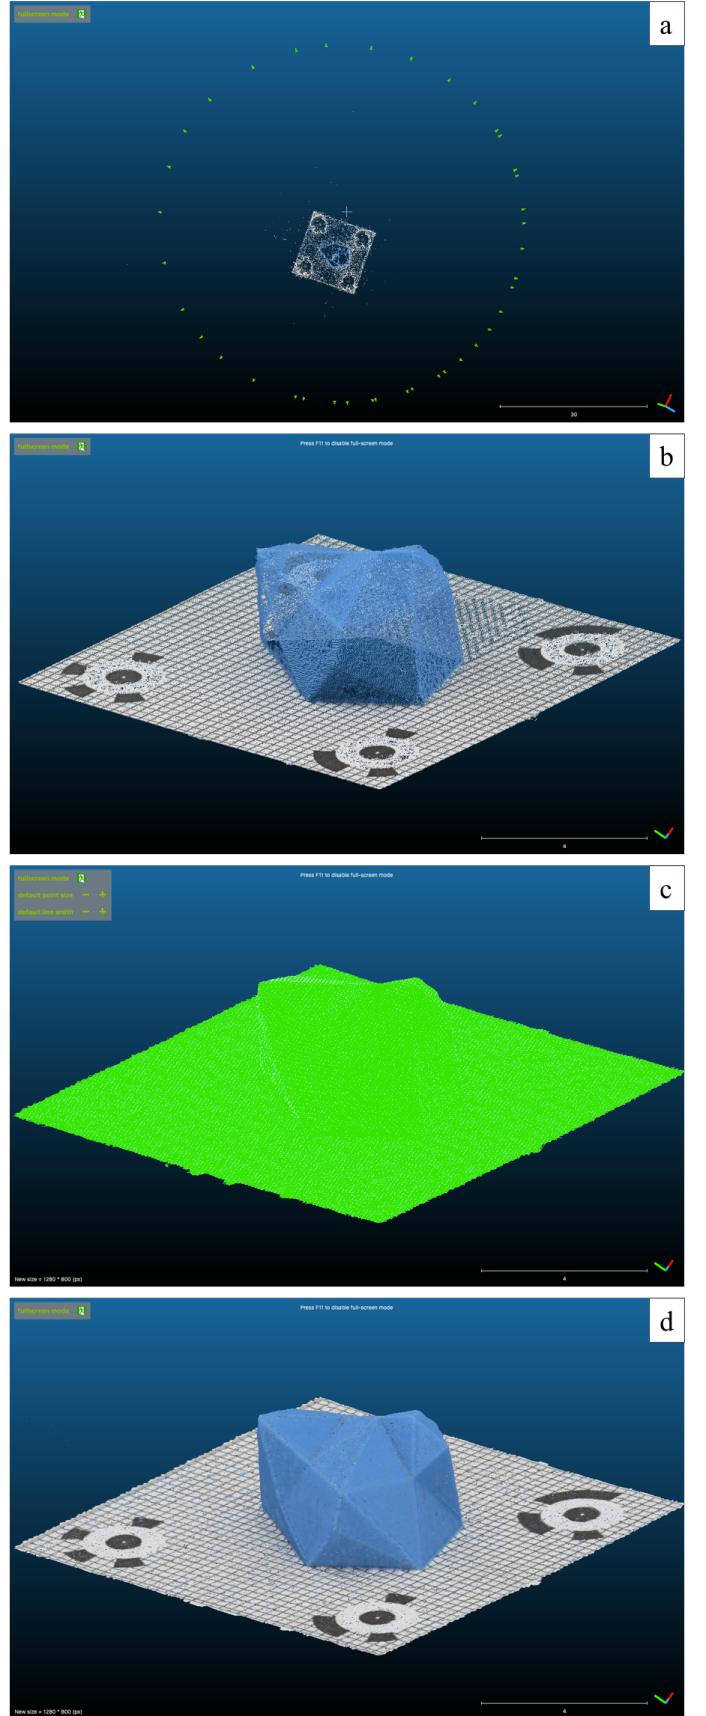 fullscreen mode
a
30
fullscreen mode
Press F11 to disable full-screen mode
b
4
fullscreen mode
default point size − +
default line width − +
Press F11 to disable full-screen mode
c
New size = 1280 * 800 (px)
4
fullscreen mode
Press F11 to disable full-screen mode
d
New size = 1280 * 800 (px)
4